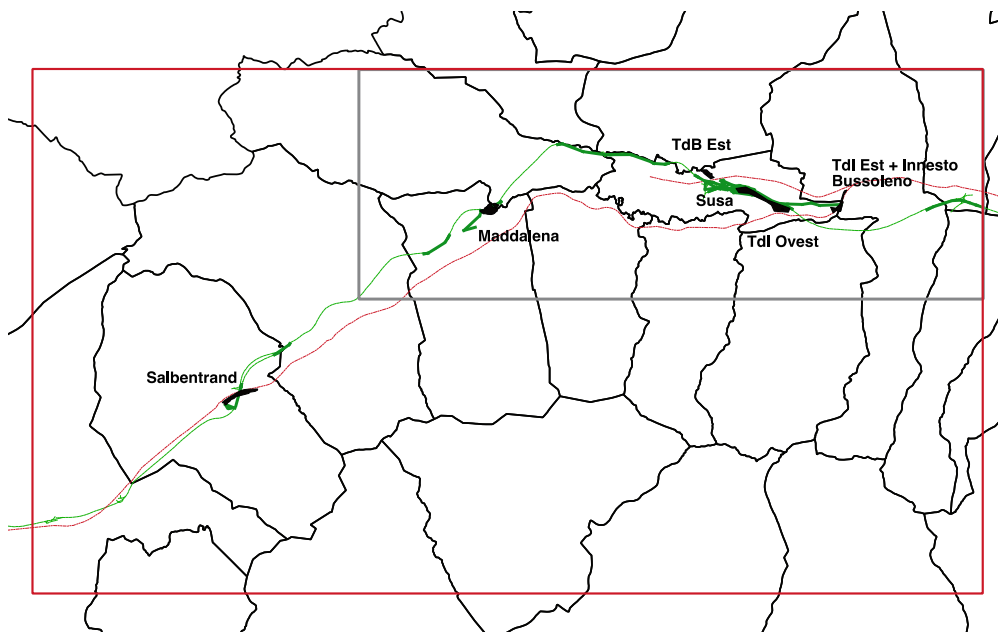 TdB Est
TdI Est + Innesto
Bussoleno
Susa
Maddalena
TdI Ovest
Salbentrand